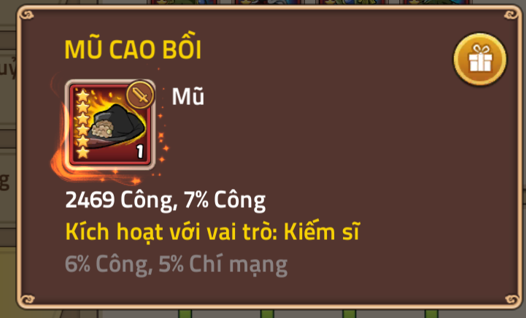 MŨ CAO BỒI
Mũ
1
2469 Công, 7% Công
Kích hoạt với vai trò: Kiếm sĩ
6% Công, 5% Chí mạng